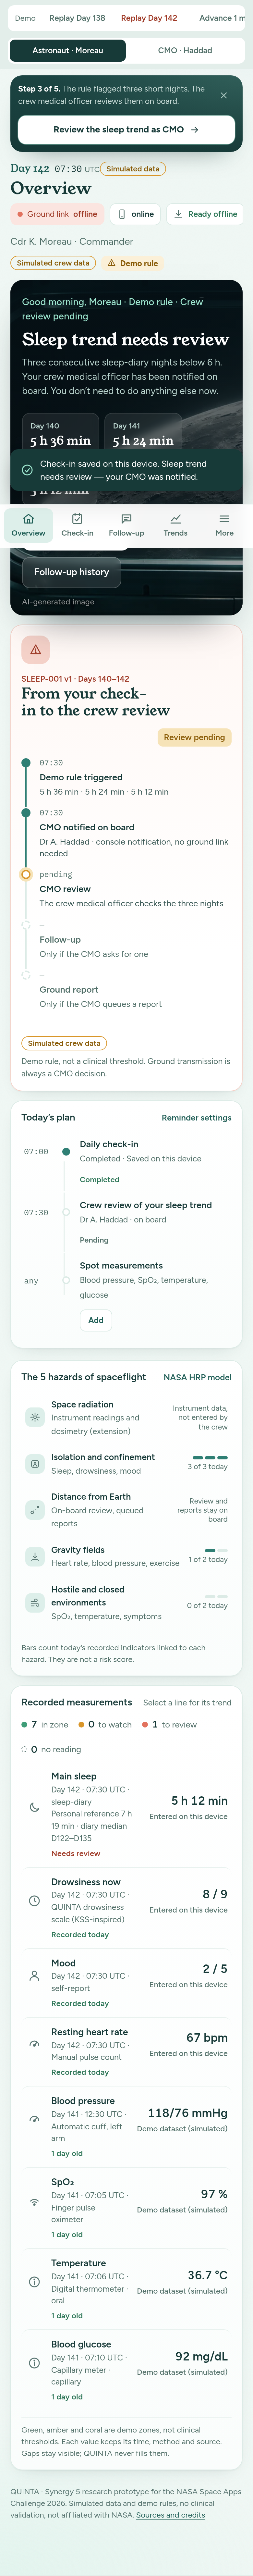 Demo Replay Day 138 Replay Day 142 Advance 1 m
Astronaut · Moreau CMO · Haddad
Step 3 of 5. The rule flagged three short nights. The
crew medical officer reviews them on board.
Review the sleep trend as CMO →
Day 142 07:30 UTC Simulated data
Overview
Ground link offline online Ready offline
Cdr K. Moreau · Commander
Simulated crew data Demo rule
Good morning, Moreau · Demo rule · Crew
review pending
Sleep trend needs review
Three consecutive sleep-diary nights below 6 h.
Your crew medical officer has been notified on
board. You don't need to do anything else now.
Day 140 Day 141
5 h 36 min 5 h 24 min
Check-in saved on this device. Sleep trend
needs review — your CMO was notified.
5 h 12 min
Overview Check-in Follow-up Trends More
Follow-up history
AI-generated image
SLEEP-001 v1 · Days 140–142
From your check-
in to the crew review
Review pending
07:30
Demo rule triggered
5 h 36 min · 5 h 24 min · 5 h 12 min
07:30
CMO notified on board
Dr A. Haddad · console notification, no ground link
needed
pending
CMO review
The crew medical officer checks the three nights
—
Follow-up
Only if the CMO asks for one
—
Ground report
Only if the CMO queues a report
Simulated crew data
Demo rule, not a clinical threshold. Ground transmission is
always a CMO decision.
Today's plan Reminder settings
07:00 Daily check-in
Completed · Saved on this device
Completed
07:30 Crew review of your sleep trend
Dr A. Haddad · on board
Pending
any Spot measurements
Blood pressure, SpO₂, temperature,
glucose
Add
The 5 hazards of spaceflight NASA HRP model
Space radiation
Instrument readings and
dosimetry (extension)
Instrument data,
not entered by
the crew
Isolation and confinement
Sleep, drowsiness, mood
3 of 3 today
Distance from Earth
On-board review, queued
reports
Review and
reports stay on
board
Gravity fields
Heart rate, blood pressure, exercise
1 of 2 today
Hostile and closed
environments
SpO₂, temperature, symptoms
0 of 2 today
Bars count today's recorded indicators linked to each
hazard. They are not a risk score.
Recorded measurements Select a line for its trend
7 in zone 0 to watch 1 to review
0 no reading
Main sleep
Day 142 · 07:30 UTC ·
sleep-diary
Personal reference 7 h
19 min · diary median
D122–D135
Needs review
5 h 12 min
Entered on this device
Drowsiness now
Day 142 · 07:30 UTC ·
QUINTA drowsiness
scale (KSS-inspired)
Recorded today
8 / 9
Entered on this device
Mood
Day 142 · 07:30 UTC ·
self-report
Recorded today
2 / 5
Entered on this device
Resting heart rate
Day 142 · 07:30 UTC ·
Manual pulse count
Recorded today
67 bpm
Entered on this device
Blood pressure
Day 141 · 12:30 UTC ·
Automatic cuff, left
arm
1 day old
118/76 mmHg
Demo dataset (simulated)
SpO₂
Day 141 · 07:05 UTC ·
Finger pulse
oximeter
1 day old
97 %
Demo dataset (simulated)
Temperature
Day 141 · 07:06 UTC ·
Digital thermometer ·
oral
1 day old
36.7 °C
Demo dataset (simulated)
Blood glucose
Day 141 · 07:10 UTC ·
Capillary meter ·
capillary
1 day old
92 mg/dL
Demo dataset (simulated)
Green, amber and coral are demo zones, not clinical
thresholds. Each value keeps its time, method and source.
Gaps stay visible; QUINTA never fills them.
QUINTA · Synergy 5 research prototype for the NASA Space Apps
Challenge 2026. Simulated data and demo rules, no clinical
validation, not affiliated with NASA. Sources and credits